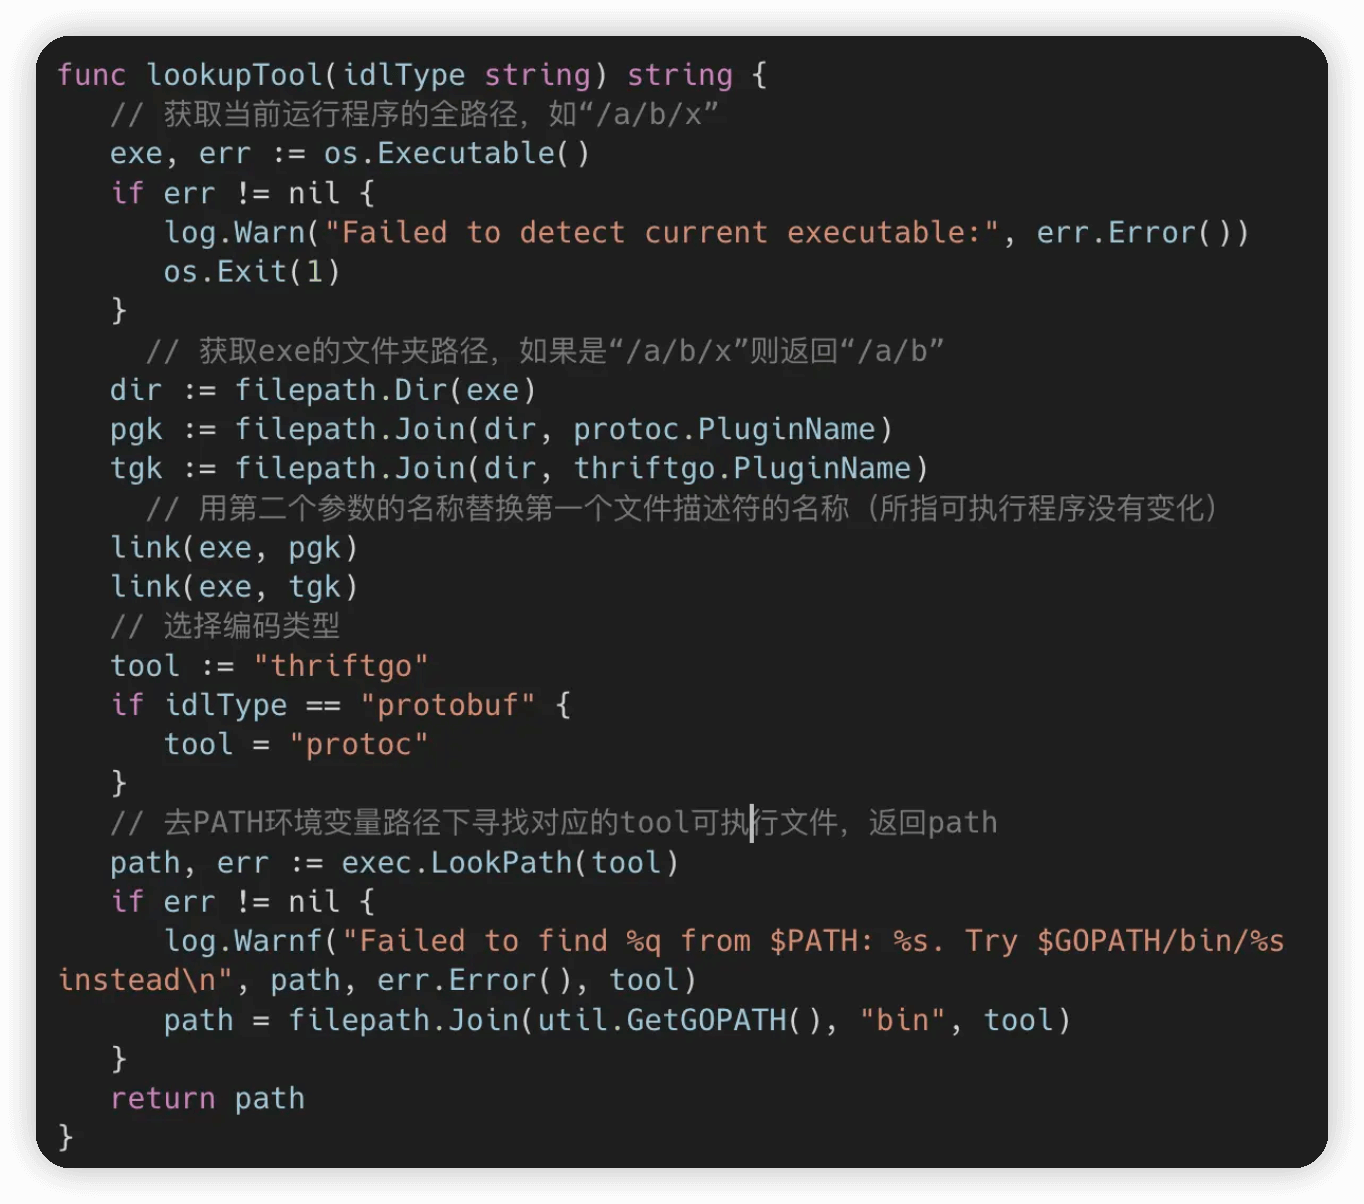 func lookupTool(idlType string) string {
   // 获取当前运行程序的全路径，如“/a/b/x”
   exe, err := os.Executable()
   if err != nil {
      log.Warn("Failed to detect current executable:", err.Error())
      os.Exit(1)
   }
     // 获取exe的文件夹路径，如果是“/a/b/x”则返回“/a/b”
   dir := filepath.Dir(exe)
   pgk := filepath.Join(dir, protoc.PluginName)
   tgk := filepath.Join(dir, thriftgo.PluginName)
     // 用第二个参数的名称替换第一个文件描述符的名称（所指可执行程序没有变化）
   link(exe, pgk)
   link(exe, tgk)
   // 选择编码类型
   tool := "thriftgo"
   if idlType == "protobuf" {
      tool = "protoc"
   }
   // 去PATH环境变量路径下寻找对应的tool可执行文件，返回path
   path, err := exec.LookPath(tool)
   if err != nil {
      log.Warnf("Failed to find %q from $PATH: %s. Try $GOPATH/bin/%s
instead\n", path, err.Error(), tool)
      path = filepath.Join(util.GetGOPATH(), "bin", tool)
   }
   return path
}